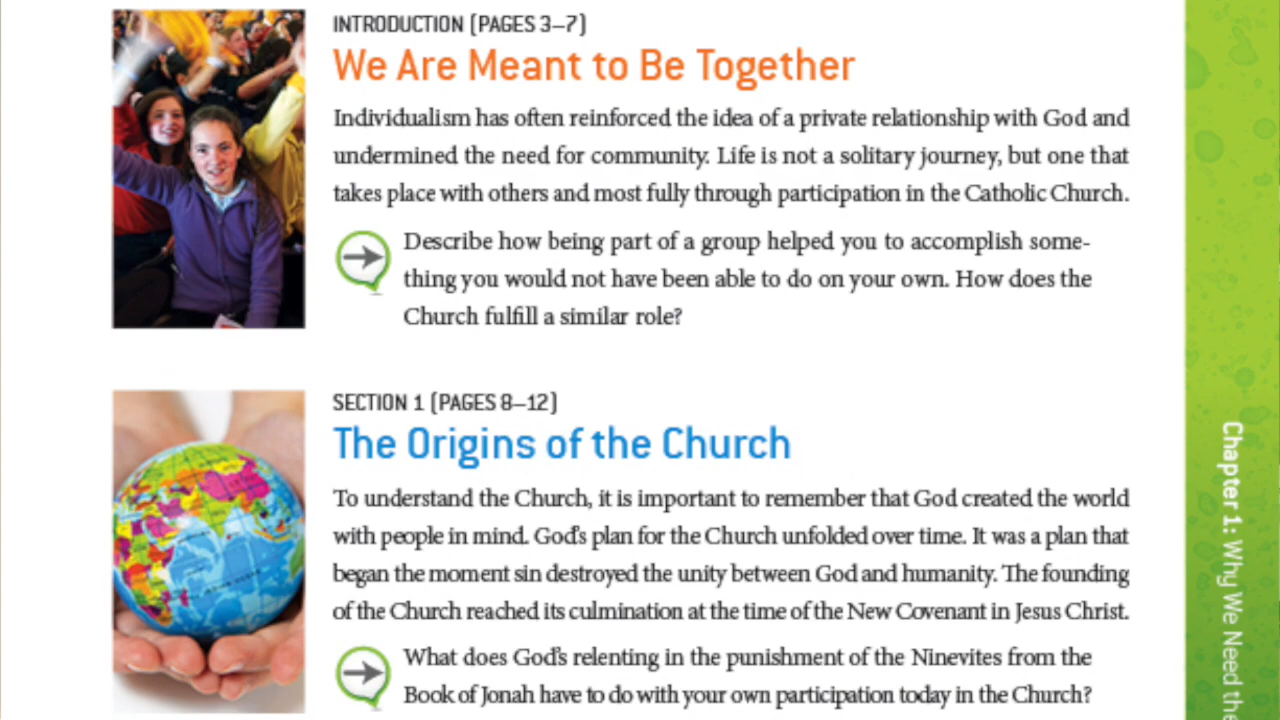 INTRODUCTION (PAGES 3–7)
We Are Meant to Be Together
Individualism has often reinforced the idea of a private relationship with God and
undermined the need for community. Life is not a solitary journey, but one that
takes place with others and most fully through participation in the Catholic Church.
Describe how being part of a group helped you to accomplish some-
thing you would not have been able to do on your own. How does the
Church fulfill a similar role?
SECTION 1 (PAGES 8–12)
The Origins of the Church
To understand the Church, it is important to remember that God created the world
with people in mind. God's plan for the Church unfolded over time. It was a plan that
began the moment sin destroyed the unity between God and humanity. The founding
of the Church reached its culmination at the time of the New Covenant in Jesus Christ.
What does God's relenting in the punishment of the Ninevites from the
Book of Jonah have to do with your own participation today in the Church?
Chapter 1: Why We Need the